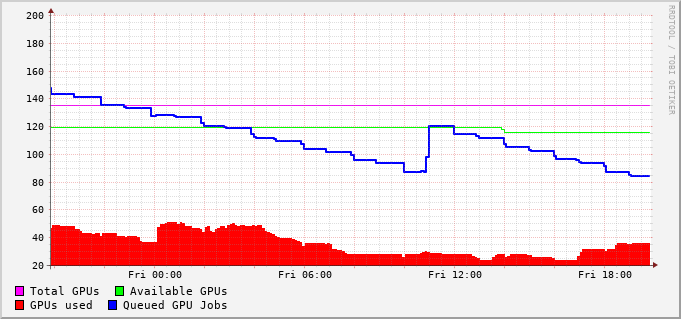 RRDTOOL / TOBI OETIKER
200
180
160
140
120
100
80
60
40
20
Fri 00:00 Fri 06:00 Fri 12:00 Fri 18:00
Total GPUs Available GPUs
GPUs used Queued GPU Jobs